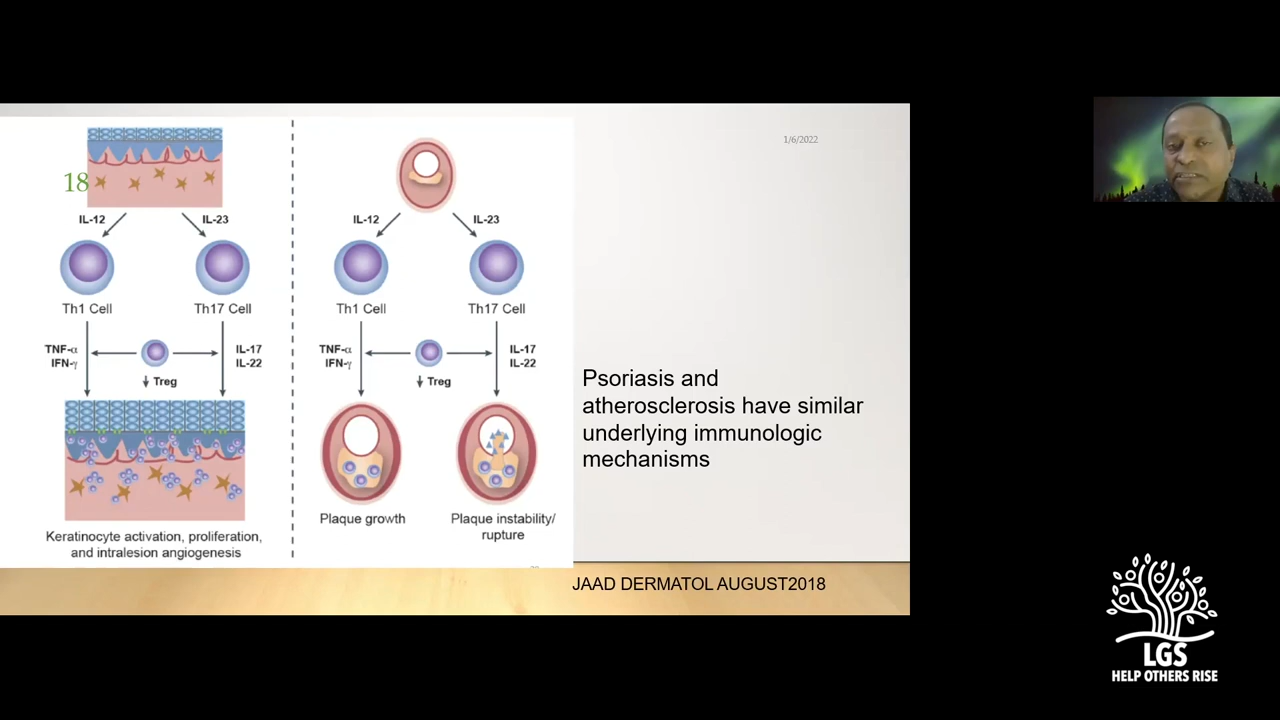 1/6/2022
18
IL-12
IL-23
Th1 Cell
Th17 Cell
TNF-α
IFN-γ
IL-17
IL-22
↓ Treg
Keratinocyte activation, proliferation,
and intralesion angiogenesis
IL-12
IL-23
Th1 Cell
Th17 Cell
TNF-α
IFN-γ
IL-17
IL-22
↓ Treg
Plaque growth
Plaque instability/
rupture
Psoriasis and
atherosclerosis have similar
underlying immunologic
mechanisms
JAAD DERMATOL AUGUST2018
LGS
HELP OTHERS RISE